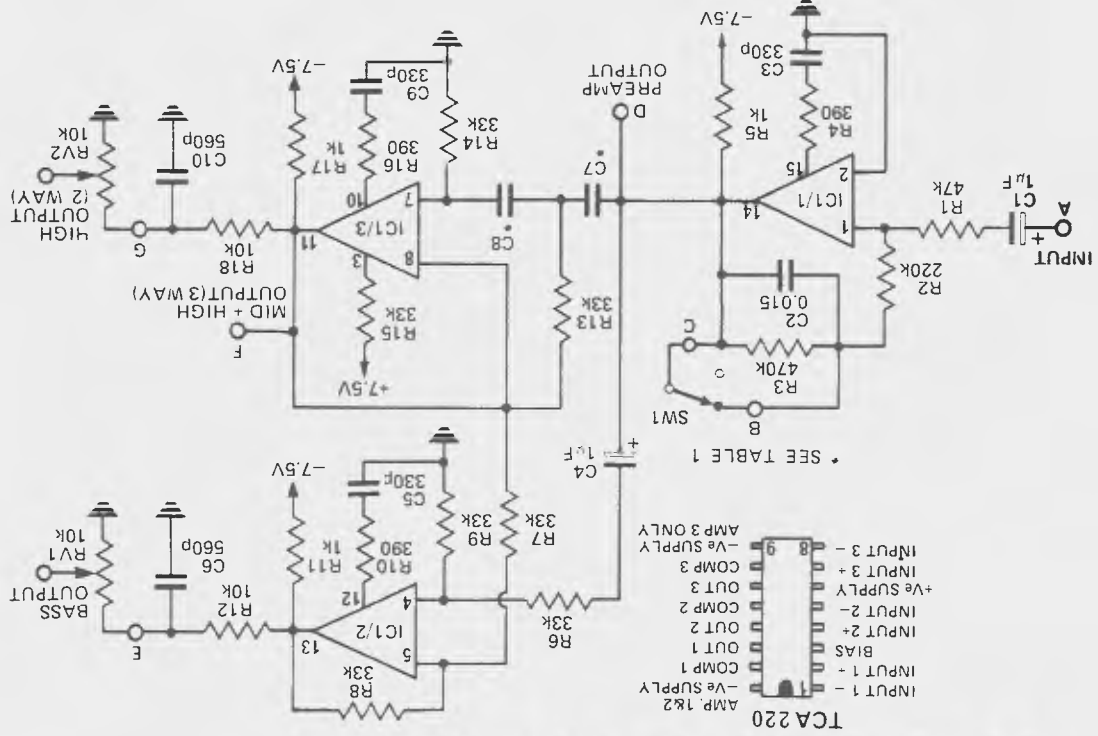 TCA 220
INPUT 1 −
INPUT 1 +
BIAS
INPUT 2+
INPUT 2−
+Ve SUPPLY
INPUT 3 +
INPUT 3 −
1
8
9
AMP. 1&2
−Ve SUPPLY
COMP 1
OUT 1
OUT 2
COMP 2
OUT 3
COMP 3
−Ve SUPPLY
AMP 3 ONLY
* SEE TABLE 1
R8
33k
5
4
IC1/2
13
12
R6
33k
R7
33k
R9
33k
R10
390
C5
330p
R11
1k
−7.5V
R12
10k
E
C6
560p
BASS
OUTPUT
RV1
10k
C4
1µF
+
SW1
B
C
R3
470k
C2
0.015
R2
220k
INPUT
A
+
C1
1µF
R1
47k
1
2
IC1/1
14
15
R4
390
C3
330p
R5
1k
−7.5V
D
PREAMP
OUTPUT
C7*
C8*
R13
33k
R14
33k
+7.5V
R15
33k
8
7
3
IC1/3
11
10
R16
390
C9
330p
R17
1k
−7.5V
F
MID + HIGH
OUTPUT (3 WAY)
R18
10k
G
C10
560p
HIGH
OUTPUT
(2 WAY)
RV2
10k